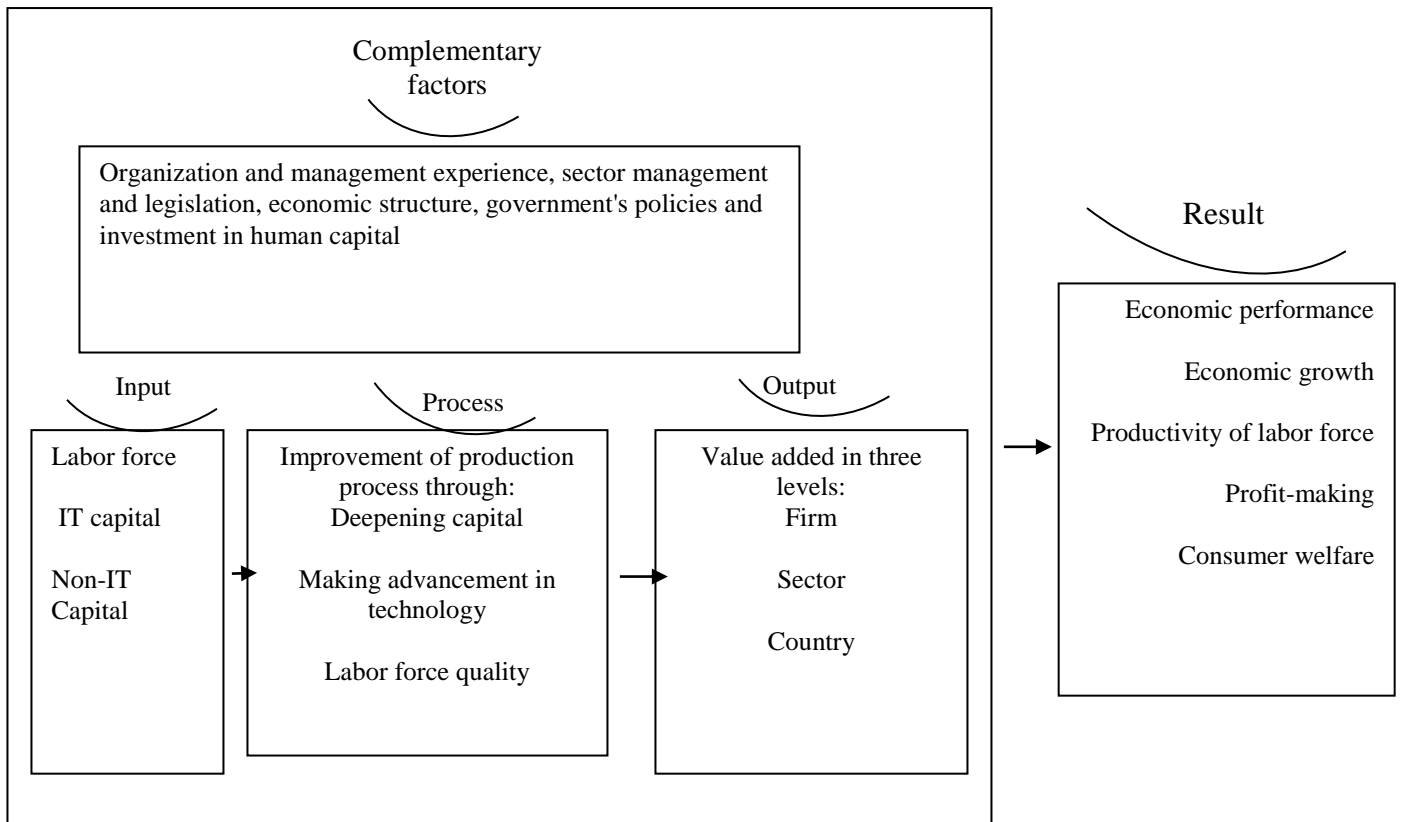 Complementary
factors
Organization and management experience, sector management
and legislation, economic structure, government's policies and
investment in human capital
Input
Process
Output
Result
Labor force
IT capital
Non-IT
Capital
Improvement of production
process through:
Deepening capital
Making advancement in
technology
Labor force quality
Value added in three
levels:
Firm
Sector
Country
Economic performance
Economic growth
Productivity of labor force
Profit-making
Consumer welfare